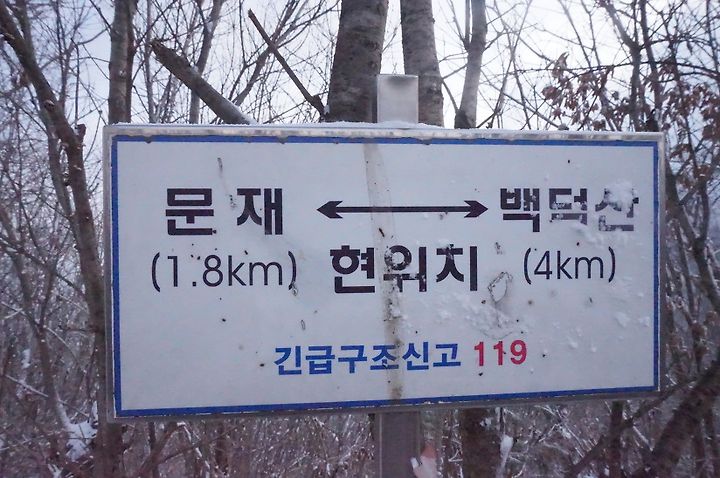 문재 ↔ 백덕산
(1.8km) 현위치 (4km)
긴급구조신고 119